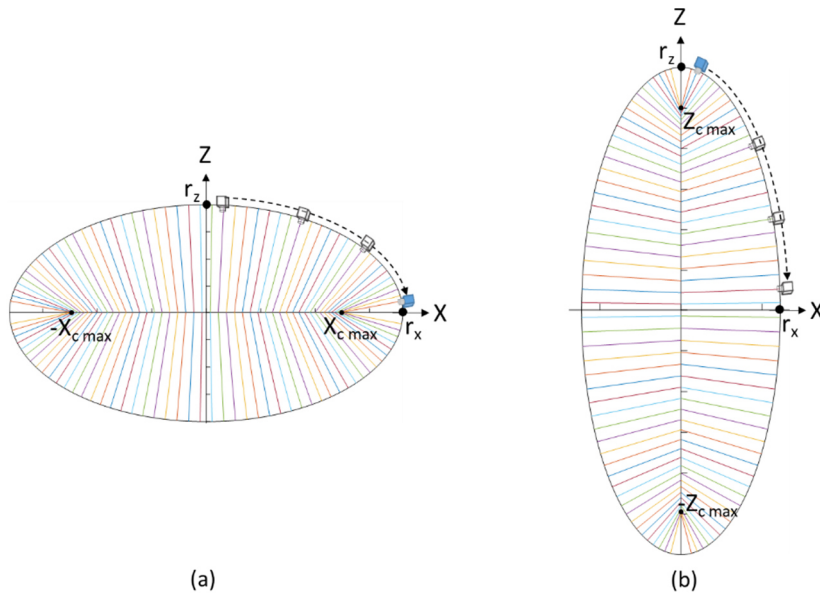 Z
r_z
-X_c max
X_c max
X
r_x
(a)
Z
r_z
Z_c max
X
r_x
-Z_c max
(b)